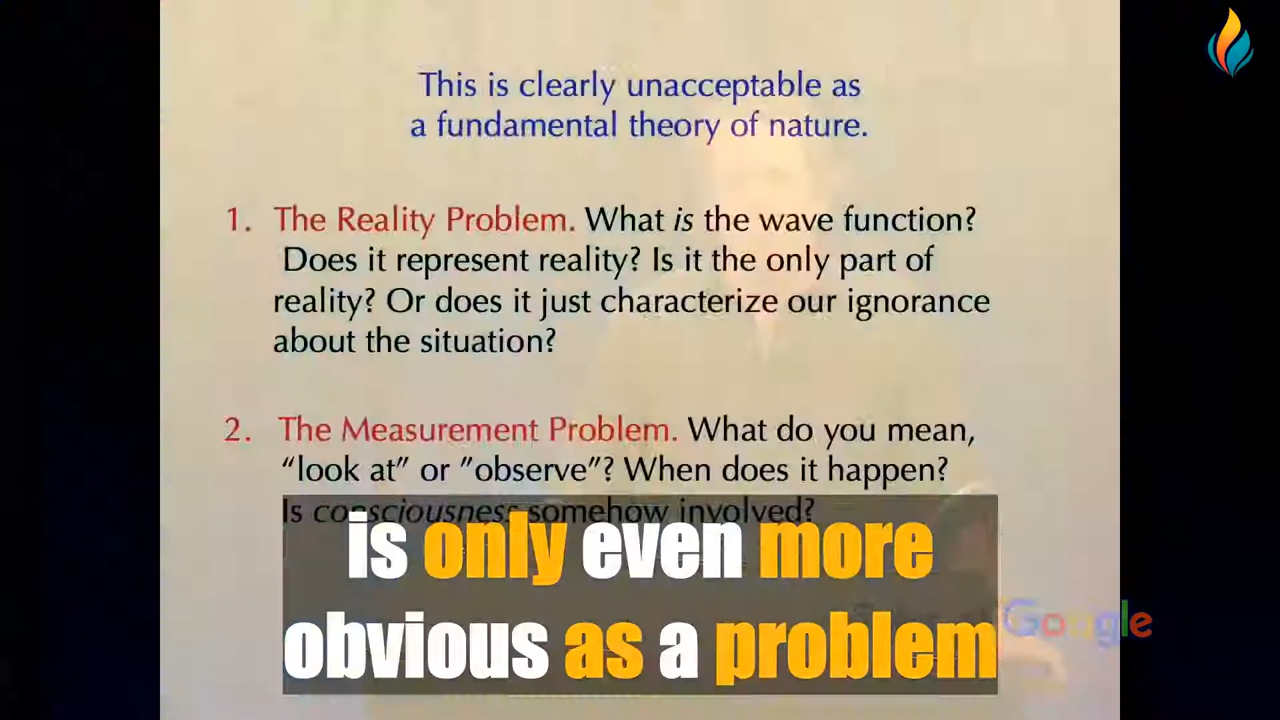 This is clearly unacceptable as
a fundamental theory of nature.
1. The Reality Problem. What is the wave function?
Does it represent reality? Is it the only part of
reality? Or does it just characterize our ignorance
about the situation?
2. The Measurement Problem. What do you mean,
“look at” or ”observe”? When does it happen?
Is consciousness somehow involved?
is only even more
obvious as a problem
Google